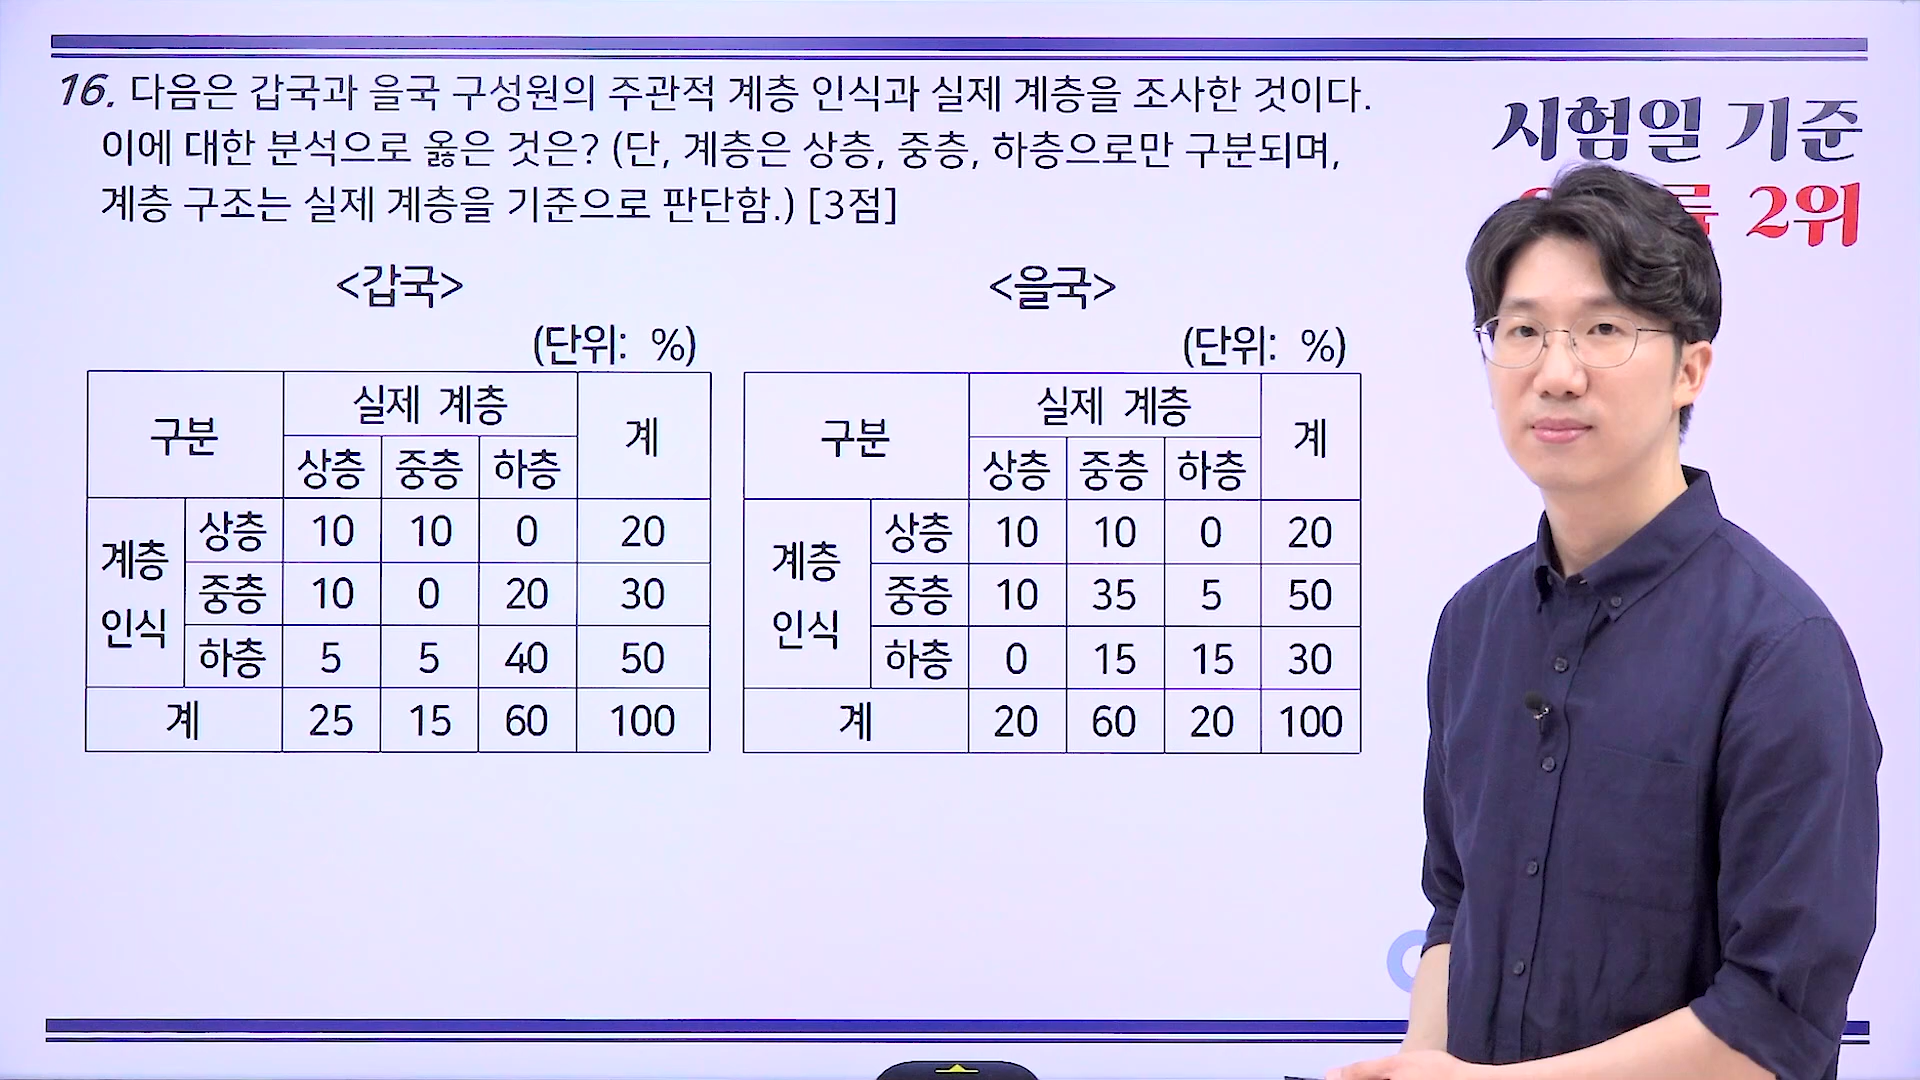 16. 다음은 갑국과 을국 구성원의 주관적 계층 인식과 실제 계층을 조사한 것이다.
이에 대한 분석으로 옳은 것은? (단, 계층은 상층, 중층, 하층으로만 구분되며,
계층 구조는 실제 계층을 기준으로 판단함.) [3점]
시험일 기준
2위
<갑국>
(단위: %)
구분 실제 계층 계
상층 중층 하층
계층 인식 상층 10 10 0 20
중층 10 0 20 30
하층 5 5 40 50
계 25 15 60 100
<을국>
(단위: %)
구분 실제 계층 계
상층 중층 하층
계층 인식 상층 10 10 0 20
중층 10 35 5 50
하층 0 15 15 30
계 20 60 20 100